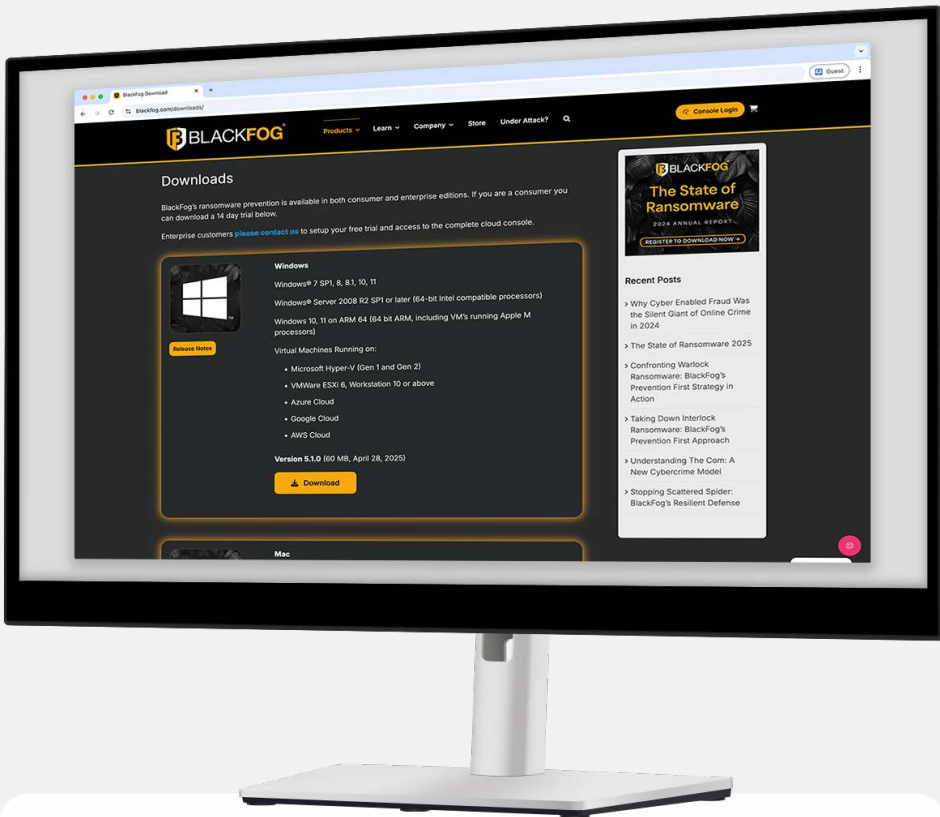 BlackFog Download
Guest
blackfog.com/downloads/
BLACKFOG
Products
Learn
Company
Store
Under Attack?
Console Login
Downloads
BlackFog's ransomware prevention is available in both consumer and enterprise editions. If you are a consumer you
can download a 14 day trial below.
Enterprise customers please contact us to setup your free trial and access to the complete cloud console.
Windows
Windows® 7 SP1, 8, 8.1, 10, 11
Windows® Server 2008 R2 SP1 or later (64-bit Intel compatible processors)
Windows 10, 11 on ARM 64 (64 bit ARM, including VM's running Apple M
processors)
Release Notes
Virtual Machines Running on:
• Microsoft Hyper-V (Gen 1 and Gen 2)
• VMWare ESXi 6, Workstation 10 or above
• Azure Cloud
• Google Cloud
• AWS Cloud
Version 5.1.0 (60 MB, April 28, 2025)
Download
Mac
BLACKFOG
The State of
Ransomware
2024 ANNUAL REPORT
REGISTER TO DOWNLOAD NOW →
Recent Posts
› Why Cyber Enabled Fraud Was
the Silent Giant of Online Crime
in 2024
› The State of Ransomware 2025
› Confronting Warlock
Ransomware: BlackFog's
Prevention First Strategy in
Action
› Taking Down Interlock
Ransomware: BlackFog's
Prevention First Approach
› Understanding The Com: A
New Cybercrime Model
› Stopping Scattered Spider:
BlackFog's Resilient Defense